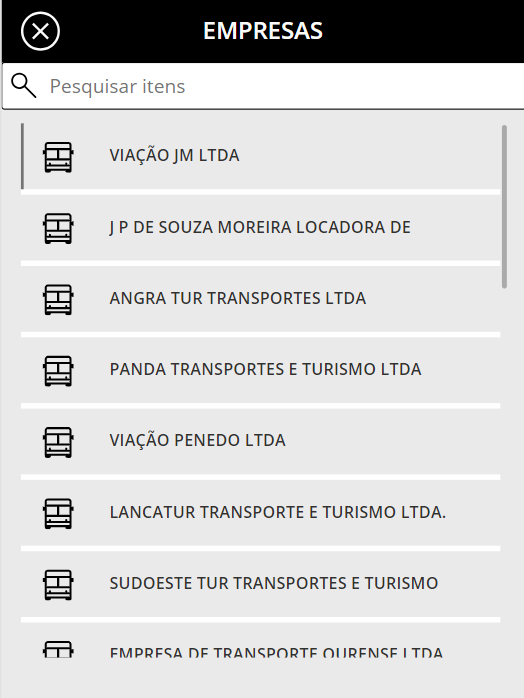 EMPRESAS
Pesquisar itens
VIAÇÃO JM LTDA
J P DE SOUZA MOREIRA LOCADORA DE
ANGRA TUR TRANSPORTES LTDA
PANDA TRANSPORTES E TURISMO LTDA
VIAÇÃO PENEDO LTDA
LANCATUR TRANSPORTE E TURISMO LTDA.
SUDOESTE TUR TRANSPORTES E TURISMO
EMPRESA DE TRANSPORTE OURENSE LTDA